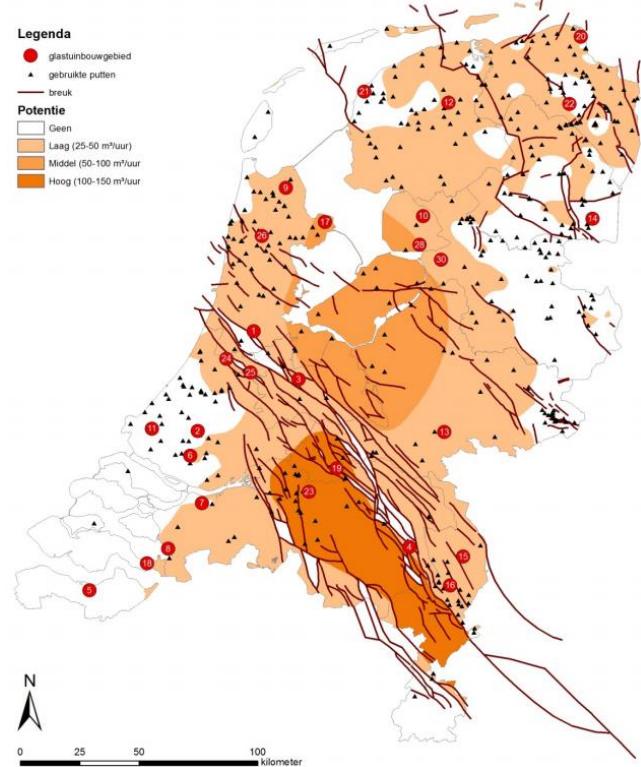 Legenda
glastuinbouwgebied
gebruikte putten
breuk
Potentie
Geen
Laag (25-50 m³/uur)
Middel (50-100 m³/uur
Hoog (100-150 m³/uur
20
21
12
22
9
17
10
14
26
28
30
1
24
25
3
11
2
13
6
19
23
7
8
4
15
18
16
5
N
0 25 50 100
kilometer